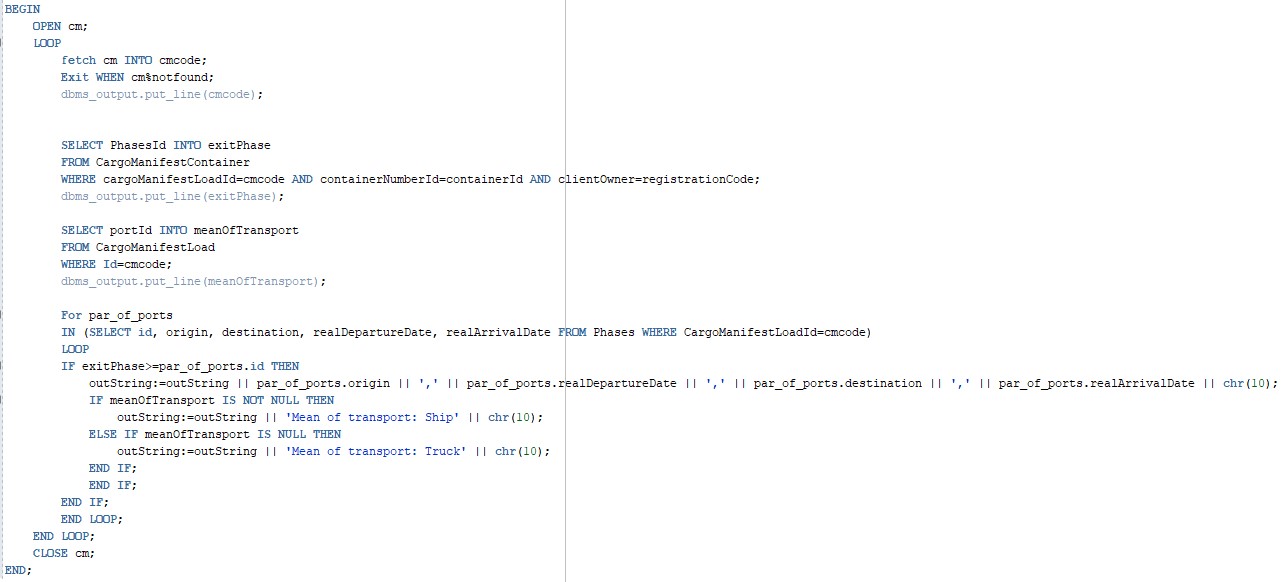 BEGIN
OPEN cm;
LOOP
fetch cm INTO cmcode;
Exit WHEN cm%notfound;
dbms_output.put_line(cmcode);
SELECT PhasesId INTO exitPhase
FROM CargoManifestContainer
WHERE cargoManifestLoadId=cmcode AND containerNumberId=containerId AND clientOwner=registrationCode;
dbms_output.put_line(exitPhase);
SELECT portId INTO meanOfTransport
FROM CargoManifestLoad
WHERE Id=cmcode;
dbms_output.put_line(meanOfTransport);
For par_of_ports
IN (SELECT id, origin, destination, realDepartureDate, realArrivalDate FROM Phases WHERE CargoManifestLoadId=cmcode)
LOOP
IF exitPhase>=par_of_ports.id THEN
outString:=outString || par_of_ports.origin || ',' || par_of_ports.realDepartureDate || ',' || par_of_ports.destination || ',' || par_of_ports.realArrivalDate || chr(10);
IF meanOfTransport IS NOT NULL THEN
outString:=outString || 'Mean of transport: Ship' || chr(10);
ELSE IF meanOfTransport IS NULL THEN
outString:=outString || 'Mean of transport: Truck' || chr(10);
END IF;
END IF;
END IF;
END LOOP;
END LOOP;
CLOSE cm;
END;